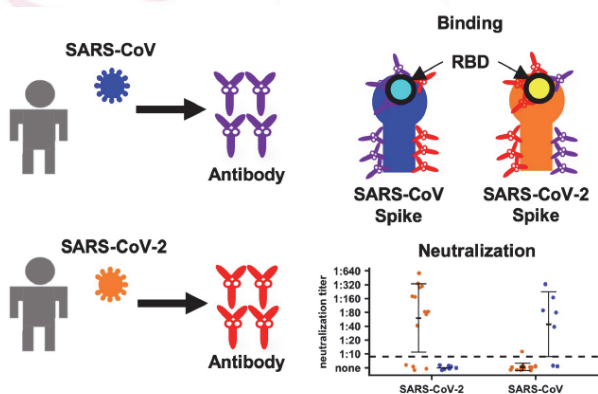 SARS-CoV
Antibody
SARS-CoV-2
Antibody
Binding
RBD
SARS-CoV
Spike
SARS-CoV-2
Spike
Neutralization
neutralization titer
1:640
1:320
1:160
1:80
1:40
1:20
1:10
none
SARS-CoV-2
SARS-CoV